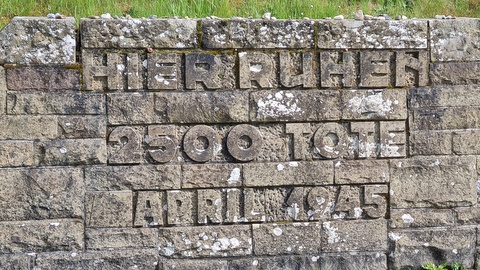 HIER RUHEN
2500 TOTE
APRIL 1945